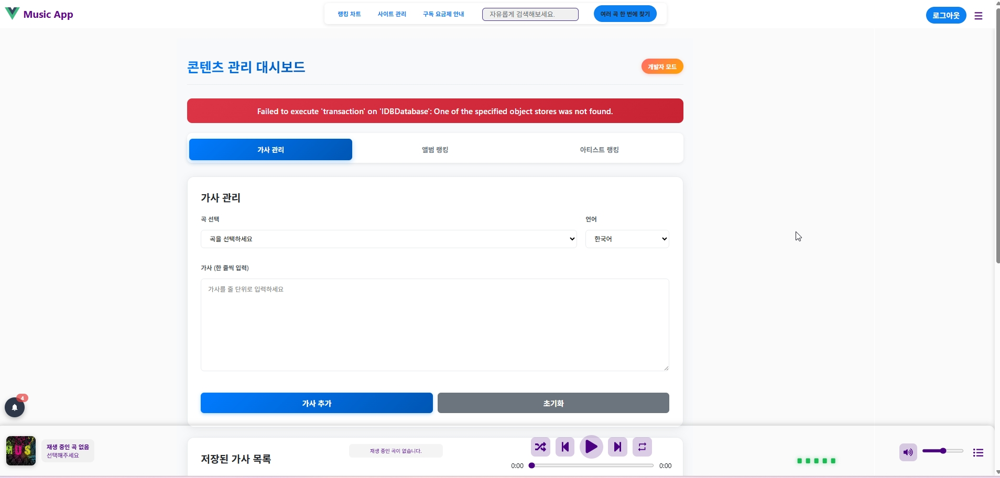 Music App
랭킹 차트
사이트 관리
구독 요금제 안내
자유롭게 검색해보세요.
여러 곡 한 번에 찾기
로그아웃
콘텐츠 관리 대시보드
개발자 모드
Failed to execute 'transaction' on 'IDBDatabase': One of the specified object stores was not found.
가사 관리
앨범 랭킹
아티스트 랭킹
가사 관리
곡 선택
언어
곡을 선택하세요
한국어
가사 (한 줄씩 입력)
가사를 줄 단위로 입력하세요
가사 추가
초기화
4
재생 중인 곡 없음
선택해주세요
저장된 가사 목록
재생 중인 곡이 없습니다.
0:00
0:00